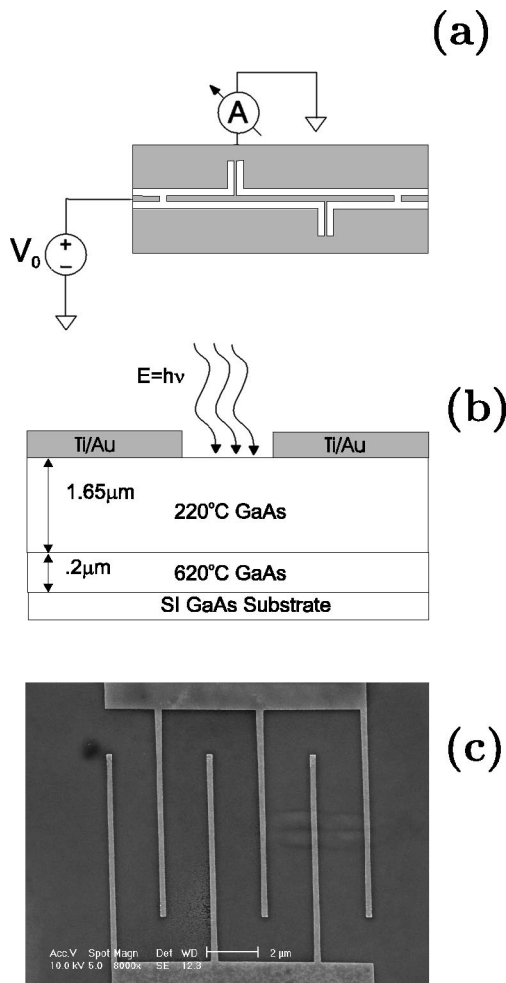 (a)
A
V₀
+
−
E=hν
(b)
Ti/Au Ti/Au
1.65μm
220°C GaAs
.2μm
620°C GaAs
SI GaAs Substrate
(c)
Acc.V Spot Magn Det WD 2 μm
10.0 kV 5.0 8000x SE 12.3